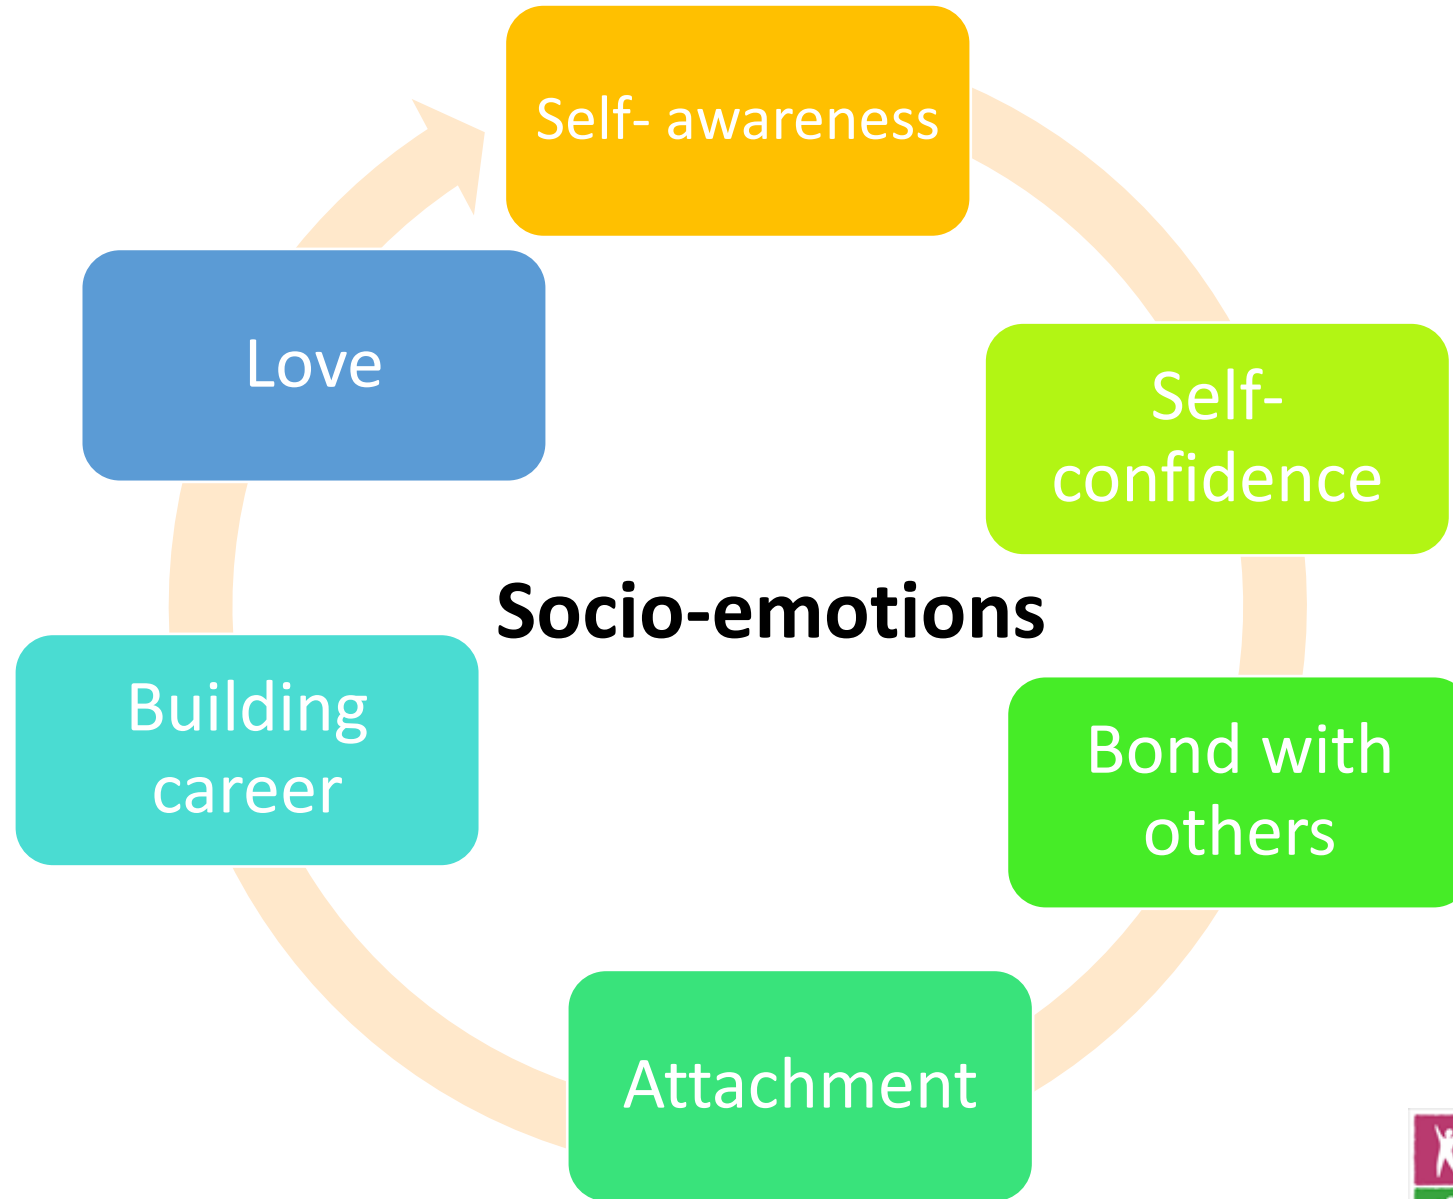 Self- awareness
Self-
confidence
Bond with
others
Attachment
Building
career
Love
Socio-emotions